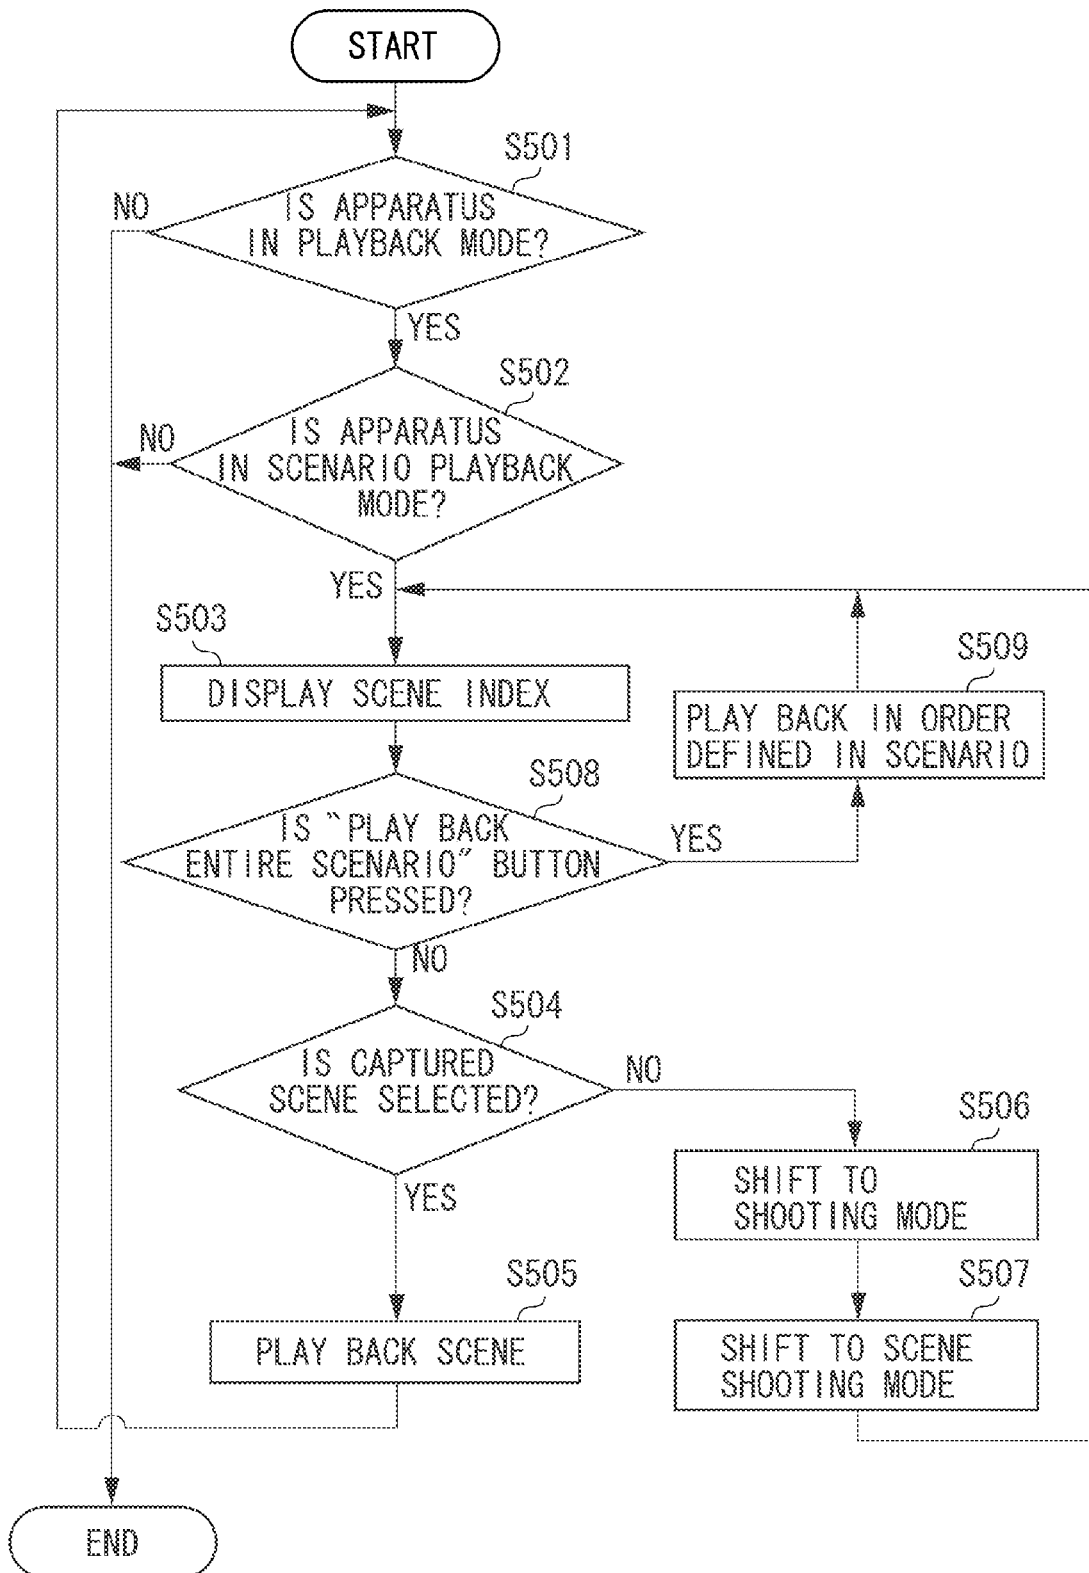 START
S501
NO
IS APPARATUS
IN PLAYBACK MODE?
YES
S502
NO
IS APPARATUS
IN SCENARIO PLAYBACK
MODE?
YES
S503
DISPLAY SCENE INDEX
S509
PLAY BACK IN ORDER
DEFINED IN SCENARIO
S508
IS "PLAY BACK
ENTIRE SCENARIO" BUTTON
PRESSED?
YES
NO
S504
IS CAPTURED
SCENE SELECTED?
NO
YES
S506
SHIFT TO
SHOOTING MODE
S505
PLAY BACK SCENE
S507
SHIFT TO SCENE
SHOOTING MODE
END